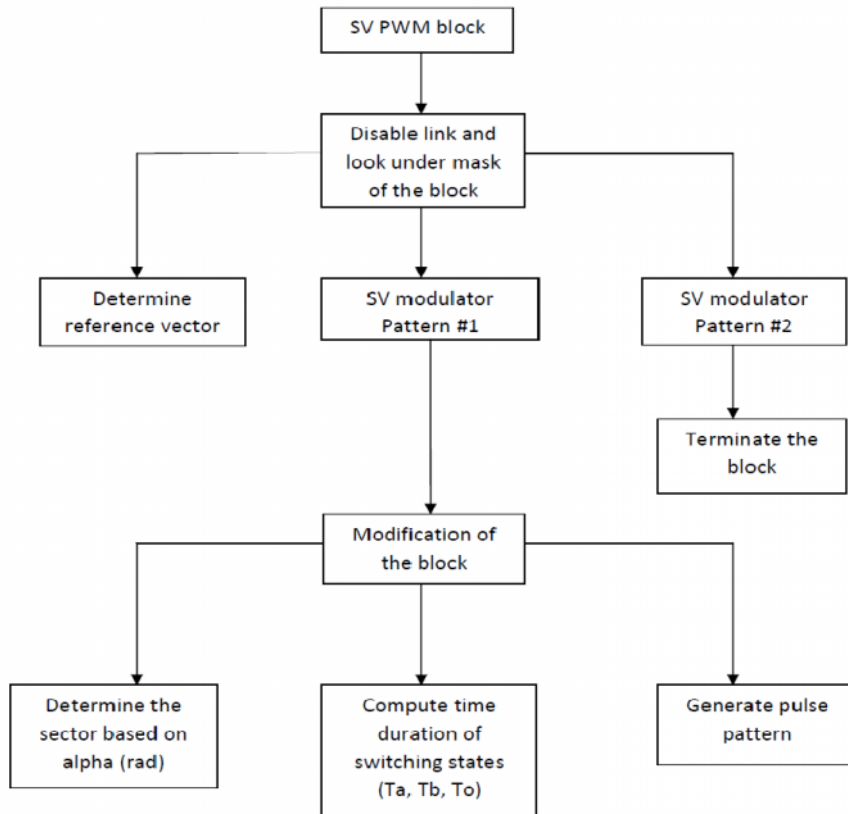 SV PWM block
Disable link and
look under mask
of the block
Determine
reference vector
SV modulator
Pattern #1
SV modulator
Pattern #2
Terminate the
block
Modification of
the block
Determine the
sector based on
alpha (rad)
Compute time
duration of
switching states
(Ta, Tb, To)
Generate pulse
pattern